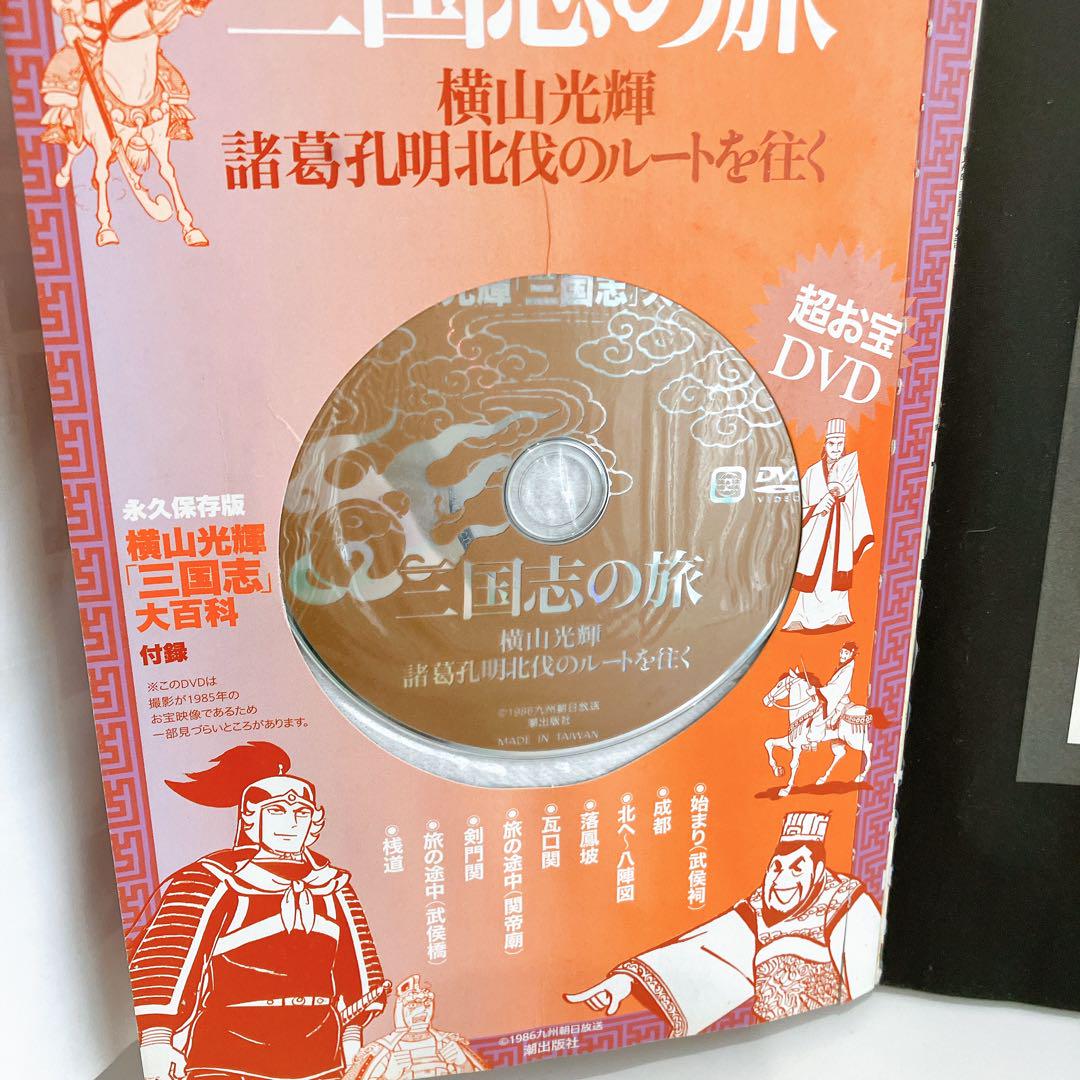 三国志の旅
横山光輝
諸葛孔明北伐のルートを往く
超お宝
DVD
光輝「三国志」大
DVD
VIDEO
三国志の旅
横山光輝
諸葛孔明北伐のルートを往く
©1986九州朝日放送
潮出版社
MADE IN TAIWAN
永久保存版
横山光輝
「三国志」
大百科
付録
※このDVDは
撮影が1985年の
お宝映像であるため
一部見づらいところがあります。
●始まり(武侯祠)
●成都
●北へ～八陣図
●落鳳坡
●瓦口関
●旅の途中(関帝廟)
●剣門関
●旅の途中(武侯橋)
●桟道
©1986九州朝日放送
潮出版社